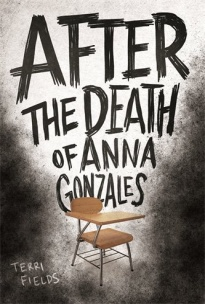 AFTER
THE DEATH
OF ANNA
GONZALES
TERRI
FIELDS